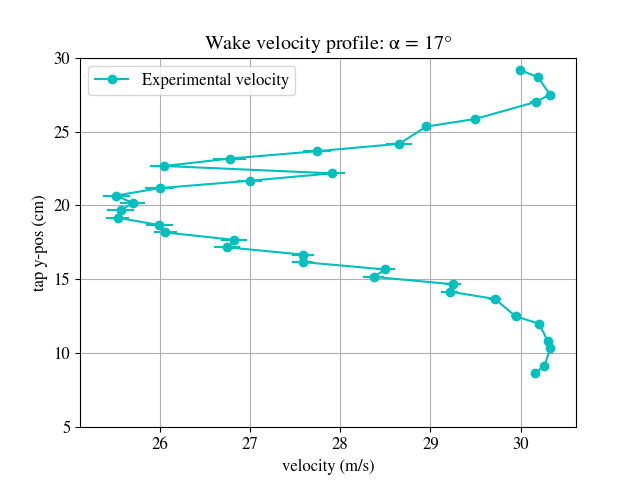 Wake velocity profile: α = 17°
Experimental velocity
30
25
20
15
10
5
tap y-pos (cm)
26 27 28 29 30
velocity (m/s)